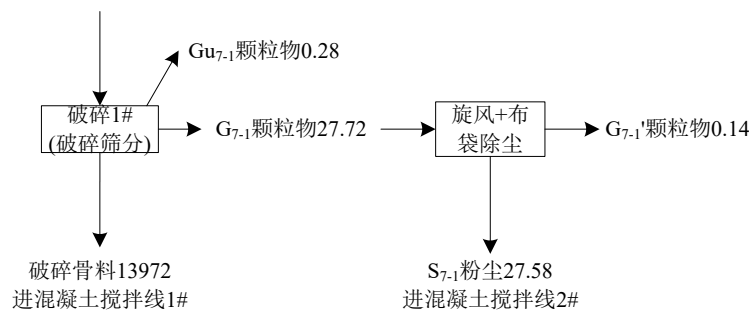 Gu7-1颗粒物0.28
破碎1#
(破碎筛分)
G7-1颗粒物27.72
旋风+布
袋除尘
G7-1'颗粒物0.14
破碎骨料13972
进混凝土搅拌线1#
S7-1粉尘27.58
进混凝土搅拌线2#